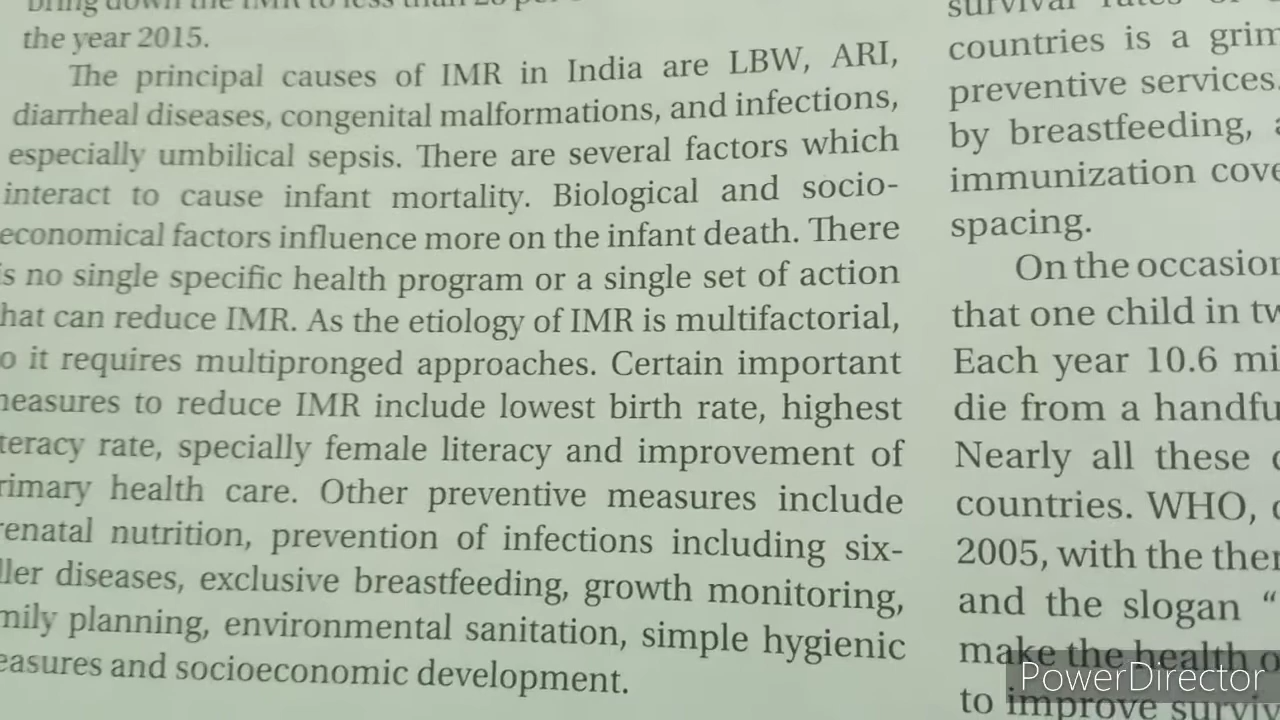 the year 2015.
The principal causes of IMR in India are LBW, ARI,
diarrheal diseases, congenital malformations, and infections,
especially umbilical sepsis. There are several factors which
interact to cause infant mortality. Biological and socio-
economical factors influence more on the infant death. There
is no single specific health program or a single set of action
hat can reduce IMR. As the etiology of IMR is multifactorial,
o it requires multipronged approaches. Certain important
easures to reduce IMR include lowest birth rate, highest
teracy rate, specially female literacy and improvement of
rimary health care. Other preventive measures include
renatal nutrition, prevention of infections including six-
ller diseases, exclusive breastfeeding, growth monitoring,
mily planning, environmental sanitation, simple hygienic
easures and socioeconomic development.
countries is a grim
preventive services.
by breastfeeding,
immunization cove
spacing.
On the occasion
that one child in tw
Each year 10.6 mi
die from a handfu
Nearly all these
countries. WHO,
2005, with the then
and the slogan “
make the health o
to improve surviv
PowerDirector